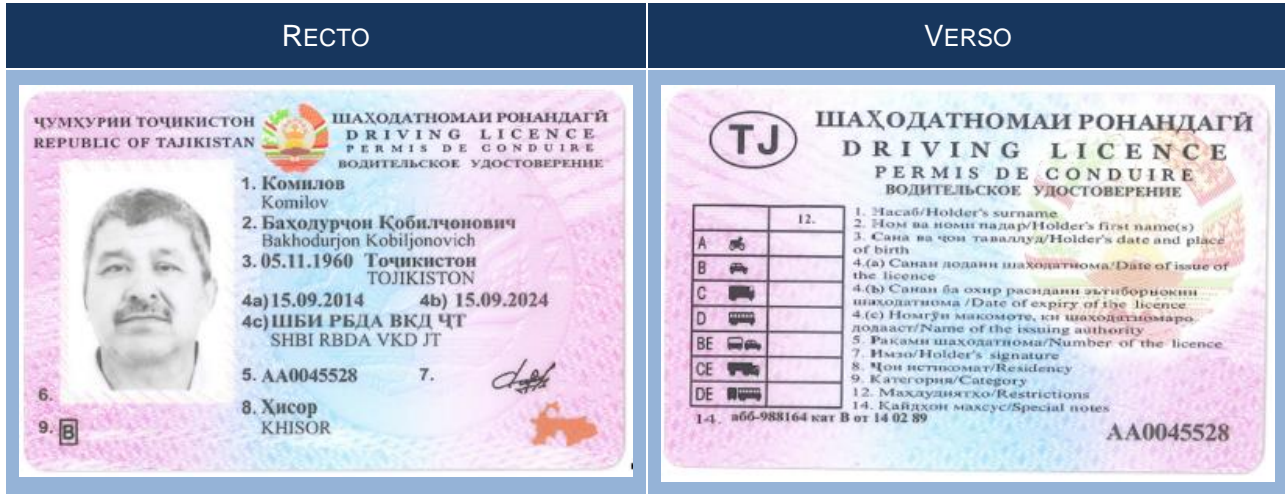 RECTO
ҶУМҲУРИИ ТОҶИКИСТОН
REPUBLIC OF TAJIKISTAN
ШАҲОДАТНОМАИ РОНАНДАГӢ
DRIVING LICENCE
PERMIS DE CONDUIRE
ВОДИТЕЛЬСКОЕ УДОСТОВЕРЕНИЕ
1. Комилов
Komilov
2. Баҳодурҷон Қобилҷонович
Bakhodurjon Kobiljonovich
3. 05.11.1960 Тоҷикистон
TOJIKISTON
4a) 15.09.2014 4b) 15.09.2024
4c) ШБИ РБДА ВКД ҶТ
SHBI RBDA VKD JT
5. AA0045528 7.
6.
8. Ҳисор
KHISOR
9. B
VERSO
TJ
ШАҲОДАТНОМАИ РОНАНДАГӢ
DRIVING LICENCE
PERMIS DE CONDUIRE
ВОДИТЕЛЬСКОЕ УДОСТОВЕРЕНИЕ
12.
A
B
C
D
BE
CE
DE
1. Насаб/Holder's surname
2. Ном ва номи падар/Holder's first name(s)
3. Сана ва ҷои таваллуд/Holder's date and place
of birth
4.(a) Санаи додани шаҳодатнома/Date of issue of
the licence
4.(b) Санаи ба охир расидани эътиборнокии
шаҳодатнома /Date of expiry of the licence
4.(c) Номгӯи макомоте, ки шаҳодатномаро
додааст/Name of the issuing authority
5. Раками шаҳодатнома/Number of the licence
7. Имзо/Holder's signature
8. Ҷои истикомат/Residency
9. Категория/Category
12. Маҳдудиятҳо/Restrictions
14. Қайдҳои махсус/Special notes
14. абб-988164 кат В от 14 02 89
AA0045528